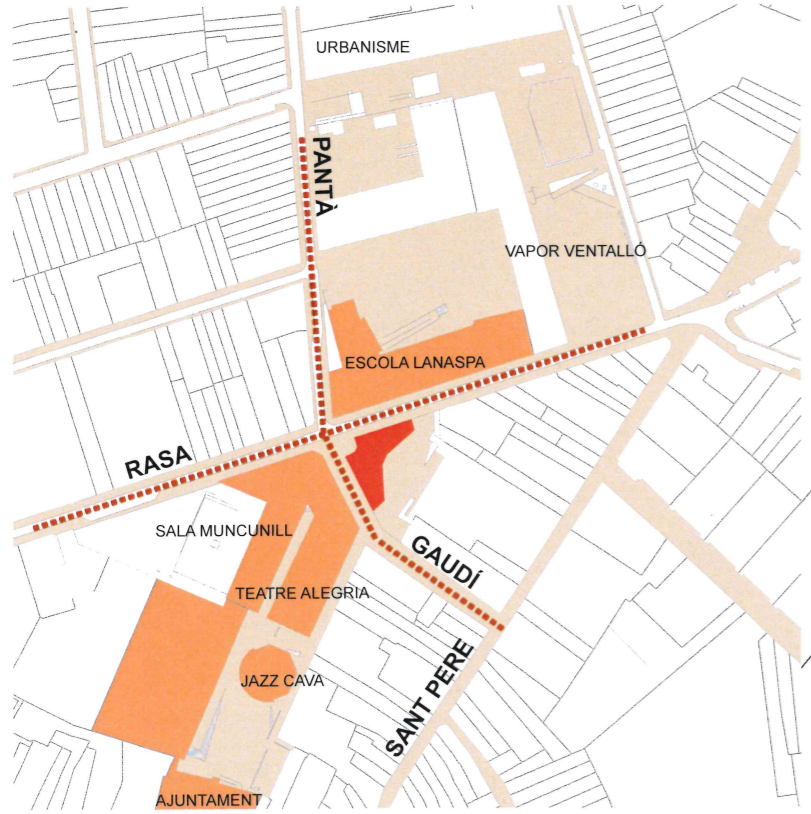 URBANISME
PANTÀ
VAPOR VENTALLÓ
ESCOLA LANASPA
RASA
SALA MUNCUNILL
GAUDÍ
TEATRE ALEGRIA
SANT PERE
JAZZ CAVA
AJUNTAMENT